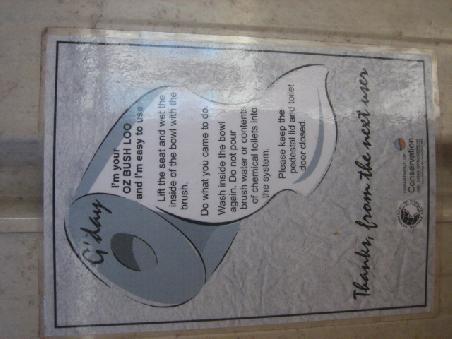 G'day
I'm your
OZ BUSH LOO
and I'm easy to use
Lift the seat and wet the
inside of the bowl with the
brush.
Do what you came to do.
Wash inside the bowl
again. Do not pour
brush water or contents
of chemical toilets into
the system.
Please keep the
pedestal lid and toilet
door closed.
Thanks, from the next user
Conservation